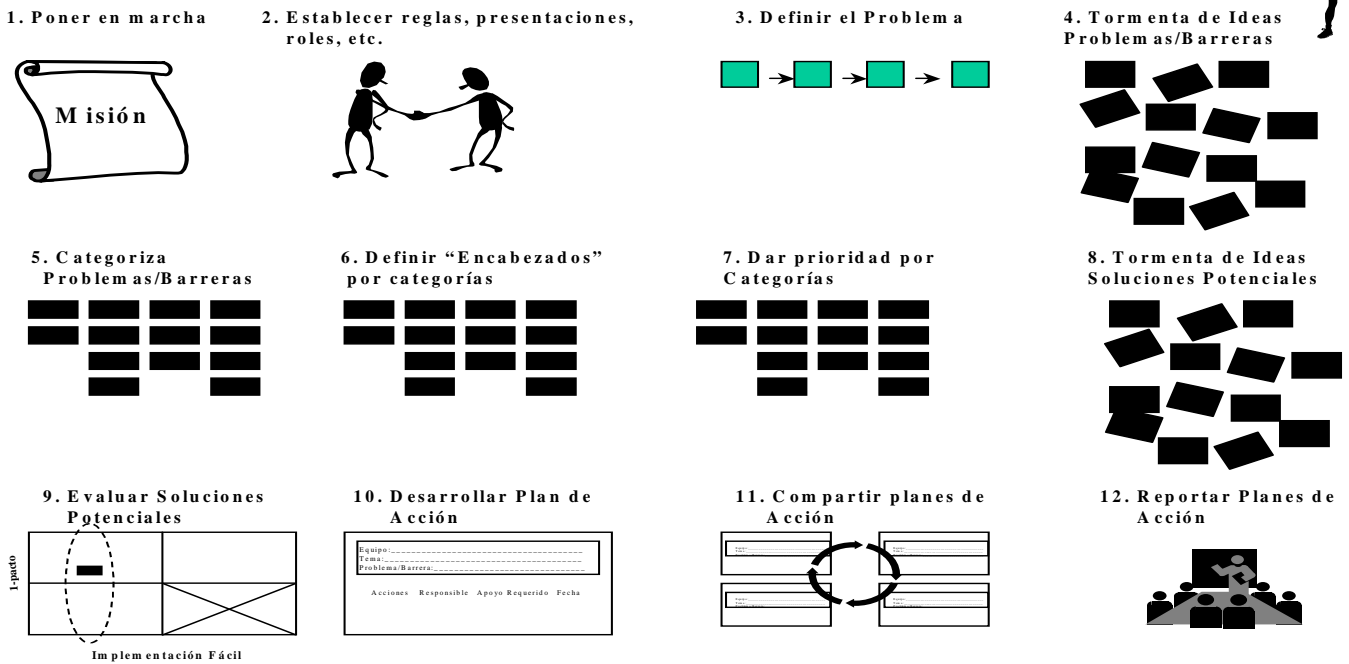 1. Poner en marcha
2. Establecer reglas, presentaciones,
roles, etc.
3. Definir el Problema
4. Tormenta de Ideas
Problemas/Barreras
Misión
5. Categoriza
Problemas/Barreras
6. Definir “Encabezados”
por categorías
7. Dar prioridad por
Categorías
8. Tormenta de Ideas
Soluciones Potenciales
9. Evaluar Soluciones
Potenciales
1-pacto
Implementación Fácil
10. Desarrollar Plan de
Acción
Equipo:
Tema:
Problema/Barrera:
Acciones Responsible Apoyo Requerido Fecha
11. Compartir planes de
Acción
12. Reportar Planes de
Acción